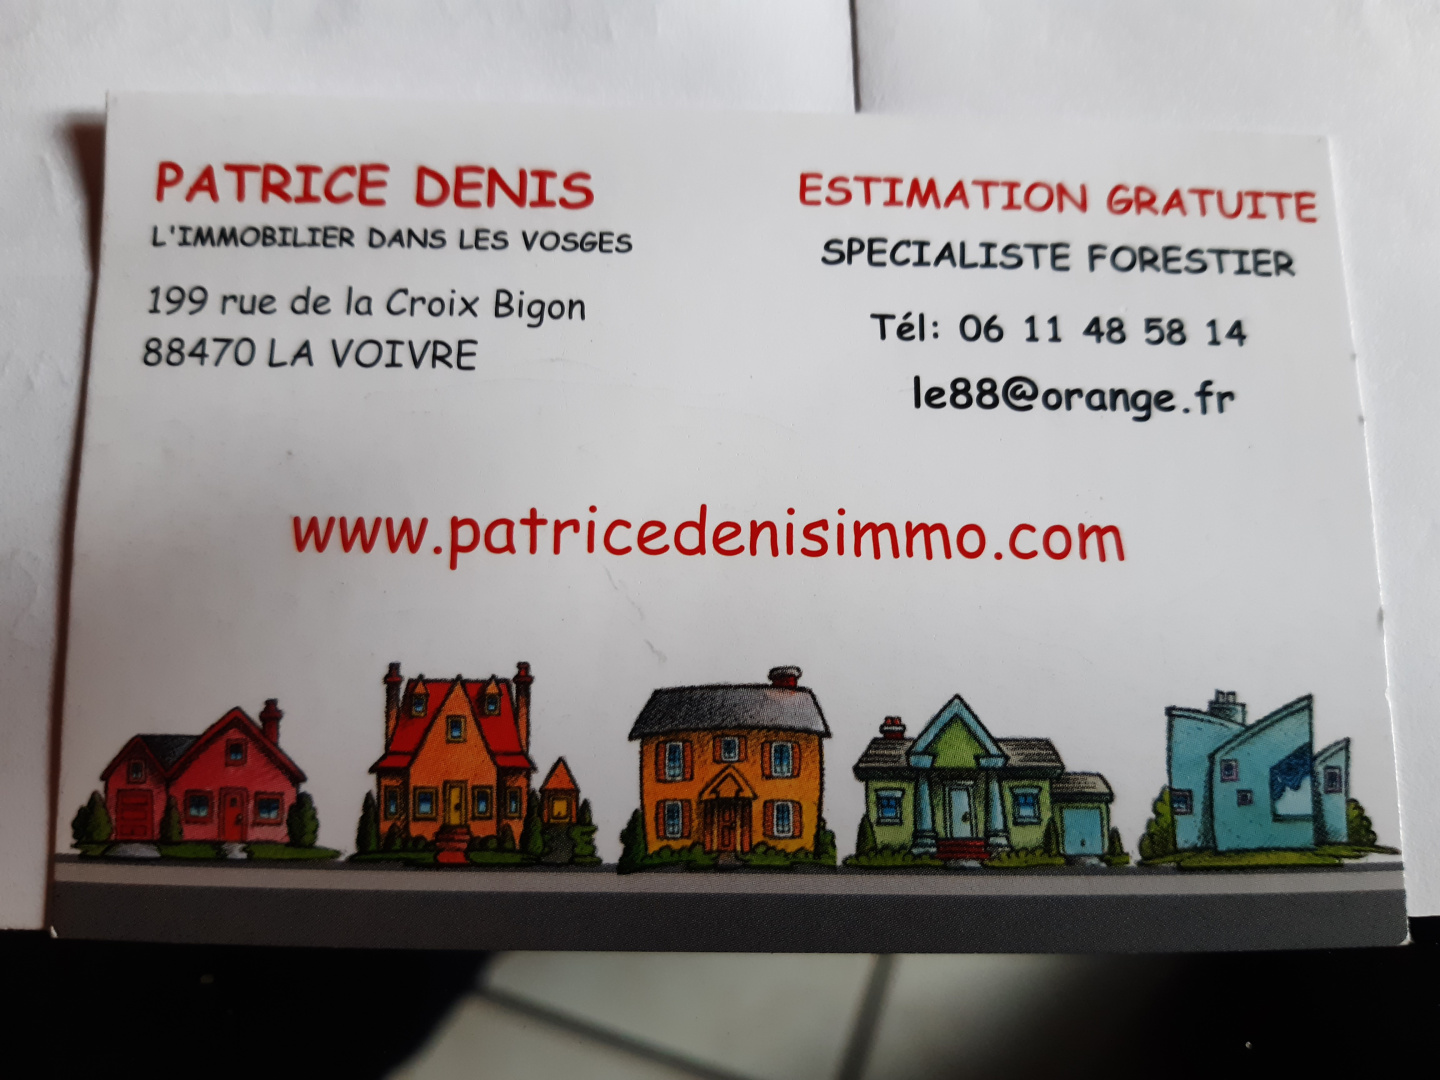 PATRICE DENIS
L'IMMOBILIER DANS LES VOSGES
199 rue de la Croix Bigon
88470 LA VOIVRE
ESTIMATION GRATUITE
SPECIALISTE FORESTIER
Tél: 06 11 48 58 14
le88@orange.fr
www.patricedenisimmo.com